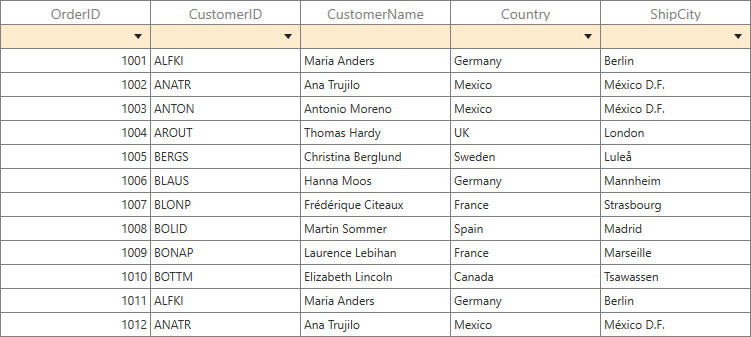 OrderID CustomerID CustomerName Country ShipCity
1001 ALFKI Maria Anders Germany Berlin
1002 ANATR Ana Trujilo Mexico México D.F.
1003 ANTON Antonio Moreno Mexico México D.F.
1004 AROUT Thomas Hardy UK London
1005 BERGS Christina Berglund Sweden Luleå
1006 BLAUS Hanna Moos Germany Mannheim
1007 BLONP Frédérique Citeaux France Strasbourg
1008 BOLID Martin Sommer Spain Madrid
1009 BONAP Laurence Lebihan France Marseille
1010 BOTTM Elizabeth Lincoln Canada Tsawassen
1011 ALFKI Maria Anders Germany Berlin
1012 ANATR Ana Trujilo Mexico México D.F.